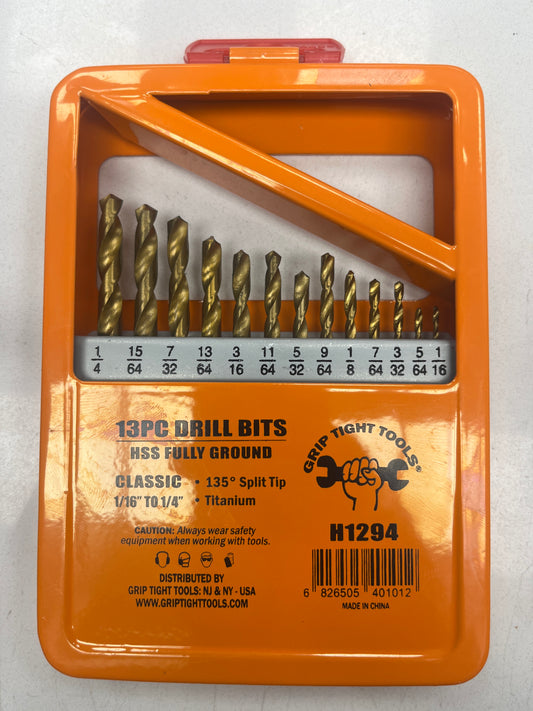 1/4 15/64 7/32 13/64 3/16 11/64 5/32 9/64 1/8 7/64 3/32 5/64 1/16
13PC DRILL BITS
HSS FULLY GROUND
CLASSIC • 135° Split Tip
1/16" TO 1/4" • Titanium
CAUTION: Always wear safety
equipment when working with tools.
DISTRIBUTED BY
GRIP TIGHT TOOLS: NJ & NY - USA
WWW.GRIPTIGHTTOOLS.COM
GRIP TIGHT TOOLS®
H1294
6 826505 401012
MADE IN CHINA